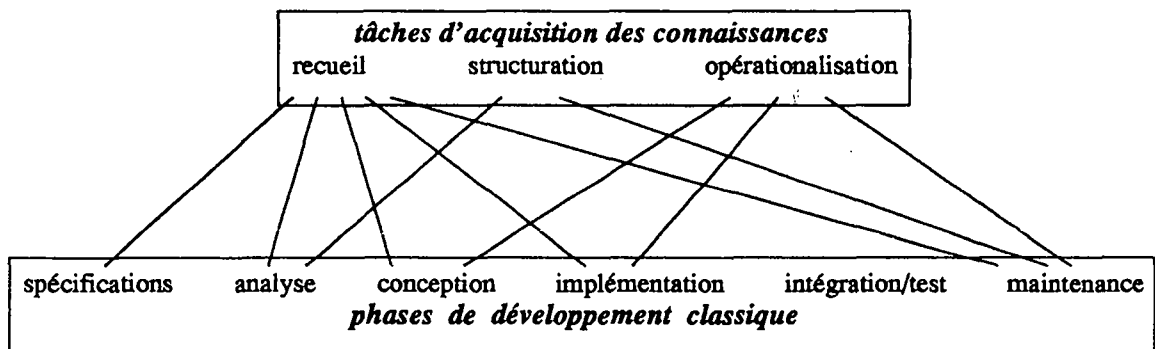 tâches d'acquisition des connaissances
recueil structuration opérationalisation
spécifications analyse conception implémentation intégration/test maintenance
phases de développement classique